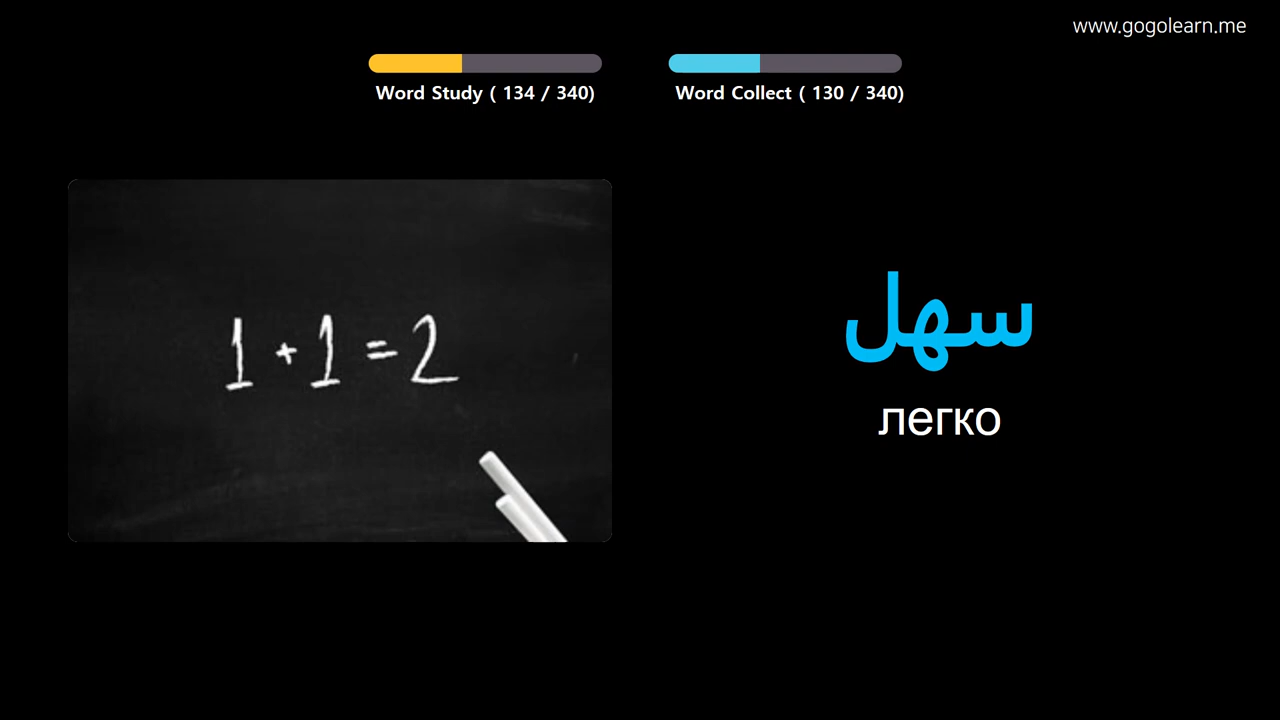 www.gogolearn.me
Word Study ( 134 / 340)
Word Collect ( 130 / 340)
1 + 1 = 2
سهل
легко